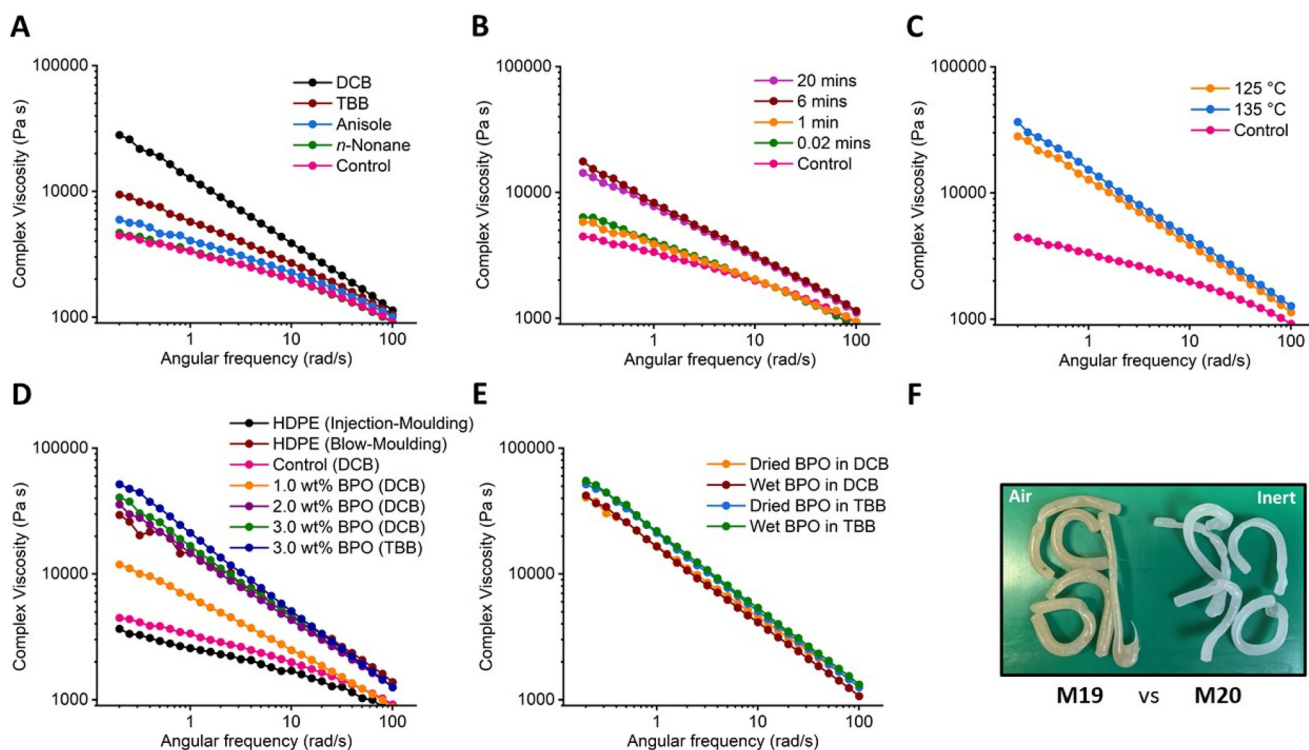 A
Complex Viscosity (Pa s)
100000
10000
1000
DCB
TBB
Anisole
n-Nonane
Control
1
10
100
Angular frequency (rad/s)
B
Complex Viscosity (Pa s)
100000
10000
1000
20 mins
6 mins
1 min
0.02 mins
Control
1
10
100
Angular frequency (rad/s)
C
Complex Viscosity (Pa s)
100000
10000
1000
125 °C
135 °C
Control
1
10
100
Angular frequency (rad/s)
D
Complex Viscosity (Pa s)
100000
10000
1000
HDPE (Injection-Moulding)
HDPE (Blow-Moulding)
Control (DCB)
1.0 wt% BPO (DCB)
2.0 wt% BPO (DCB)
3.0 wt% BPO (DCB)
3.0 wt% BPO (TBB)
1
10
100
Angular frequency (rad/s)
E
Complex Viscosity (Pa s)
100000
10000
1000
Dried BPO in DCB
Wet BPO in DCB
Dried BPO in TBB
Wet BPO in TBB
1
10
100
Angular frequency (rad/s)
F
Air
Inert
M19 vs M20